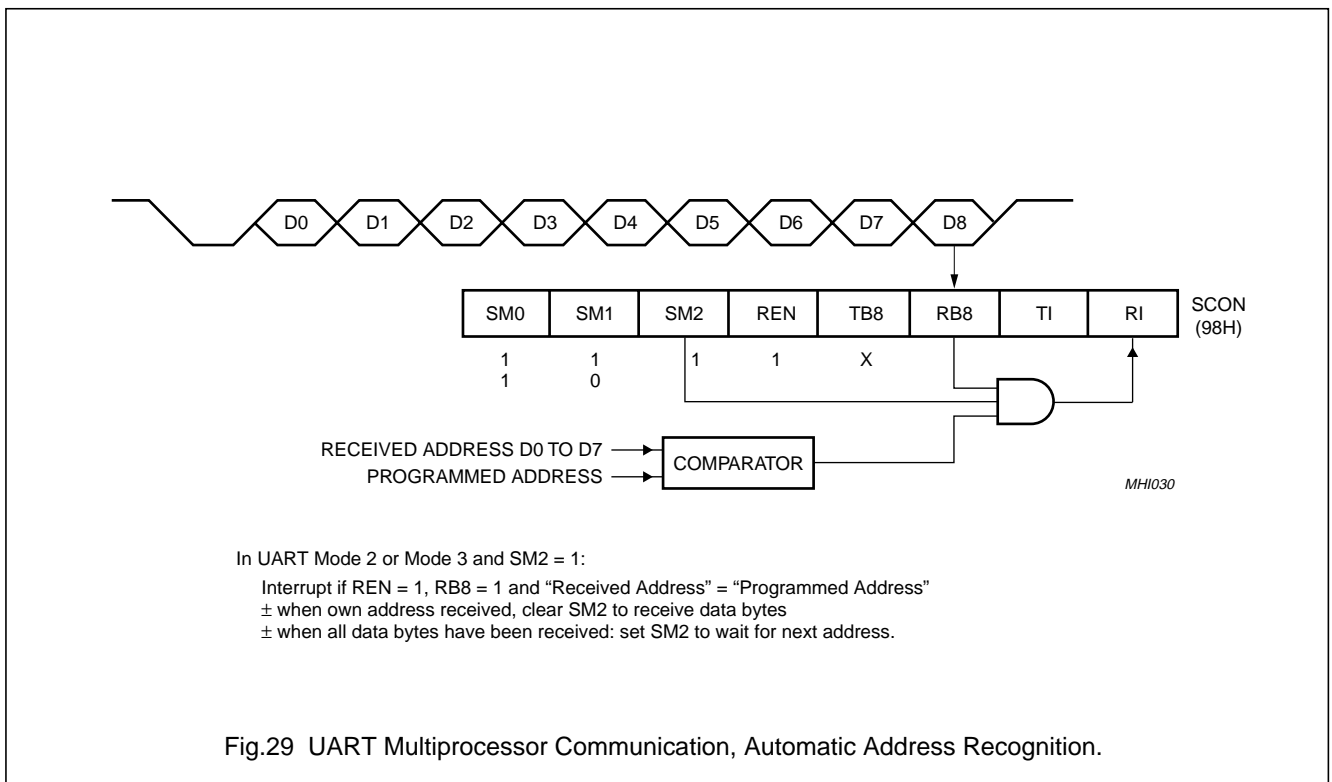 D0 D1 D2 D3 D4 D5 D6 D7 D8
SM0 SM1 SM2 REN TB8 RB8 TI RI SCON
(98H)
1 1 1 1 X
1 0
RECEIVED ADDRESS D0 TO D7
PROGRAMMED ADDRESS
COMPARATOR
MHI030
In UART Mode 2 or Mode 3 and SM2 = 1:
Interrupt if REN = 1, RB8 = 1 and “Received Address” = “Programmed Address”
± when own address received, clear SM2 to receive data bytes
± when all data bytes have been received: set SM2 to wait for next address.
Fig.29 UART Multiprocessor Communication, Automatic Address Recognition.